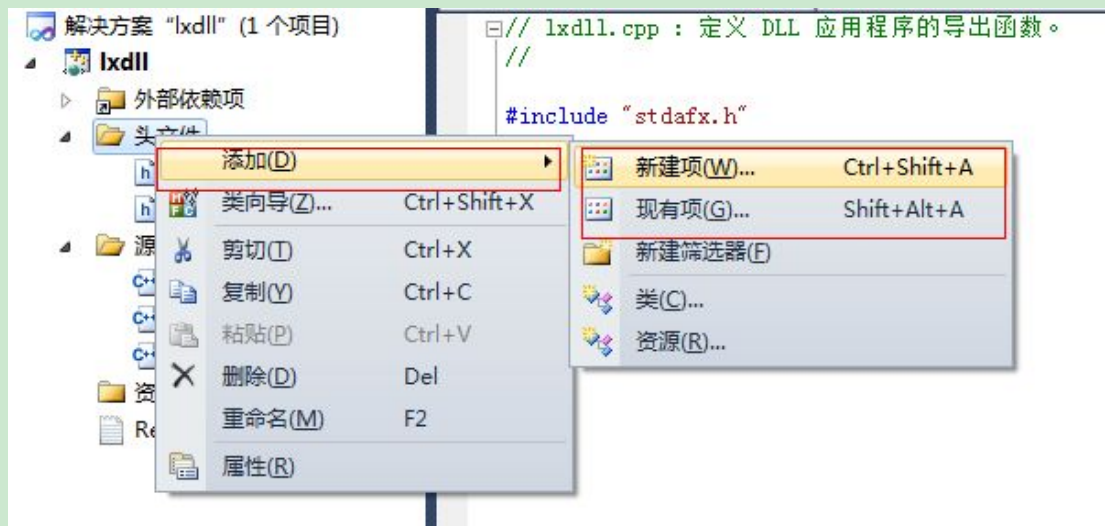 解决方案 “lxdll” (1 个项目)
lxdll
外部依赖项
头文件
源
资
Re
// lxdll.cpp : 定义 DLL 应用程序的导出函数。
//
#include "stdafx.h"
添加(D)
类向导(Z)... Ctrl+Shift+X
剪切(T) Ctrl+X
复制(Y) Ctrl+C
粘贴(P) Ctrl+V
删除(D) Del
重命名(M) F2
属性(R)
新建项(W)... Ctrl+Shift+A
现有项(G)... Shift+Alt+A
新建筛选器(F)
类(C)...
资源(R)...